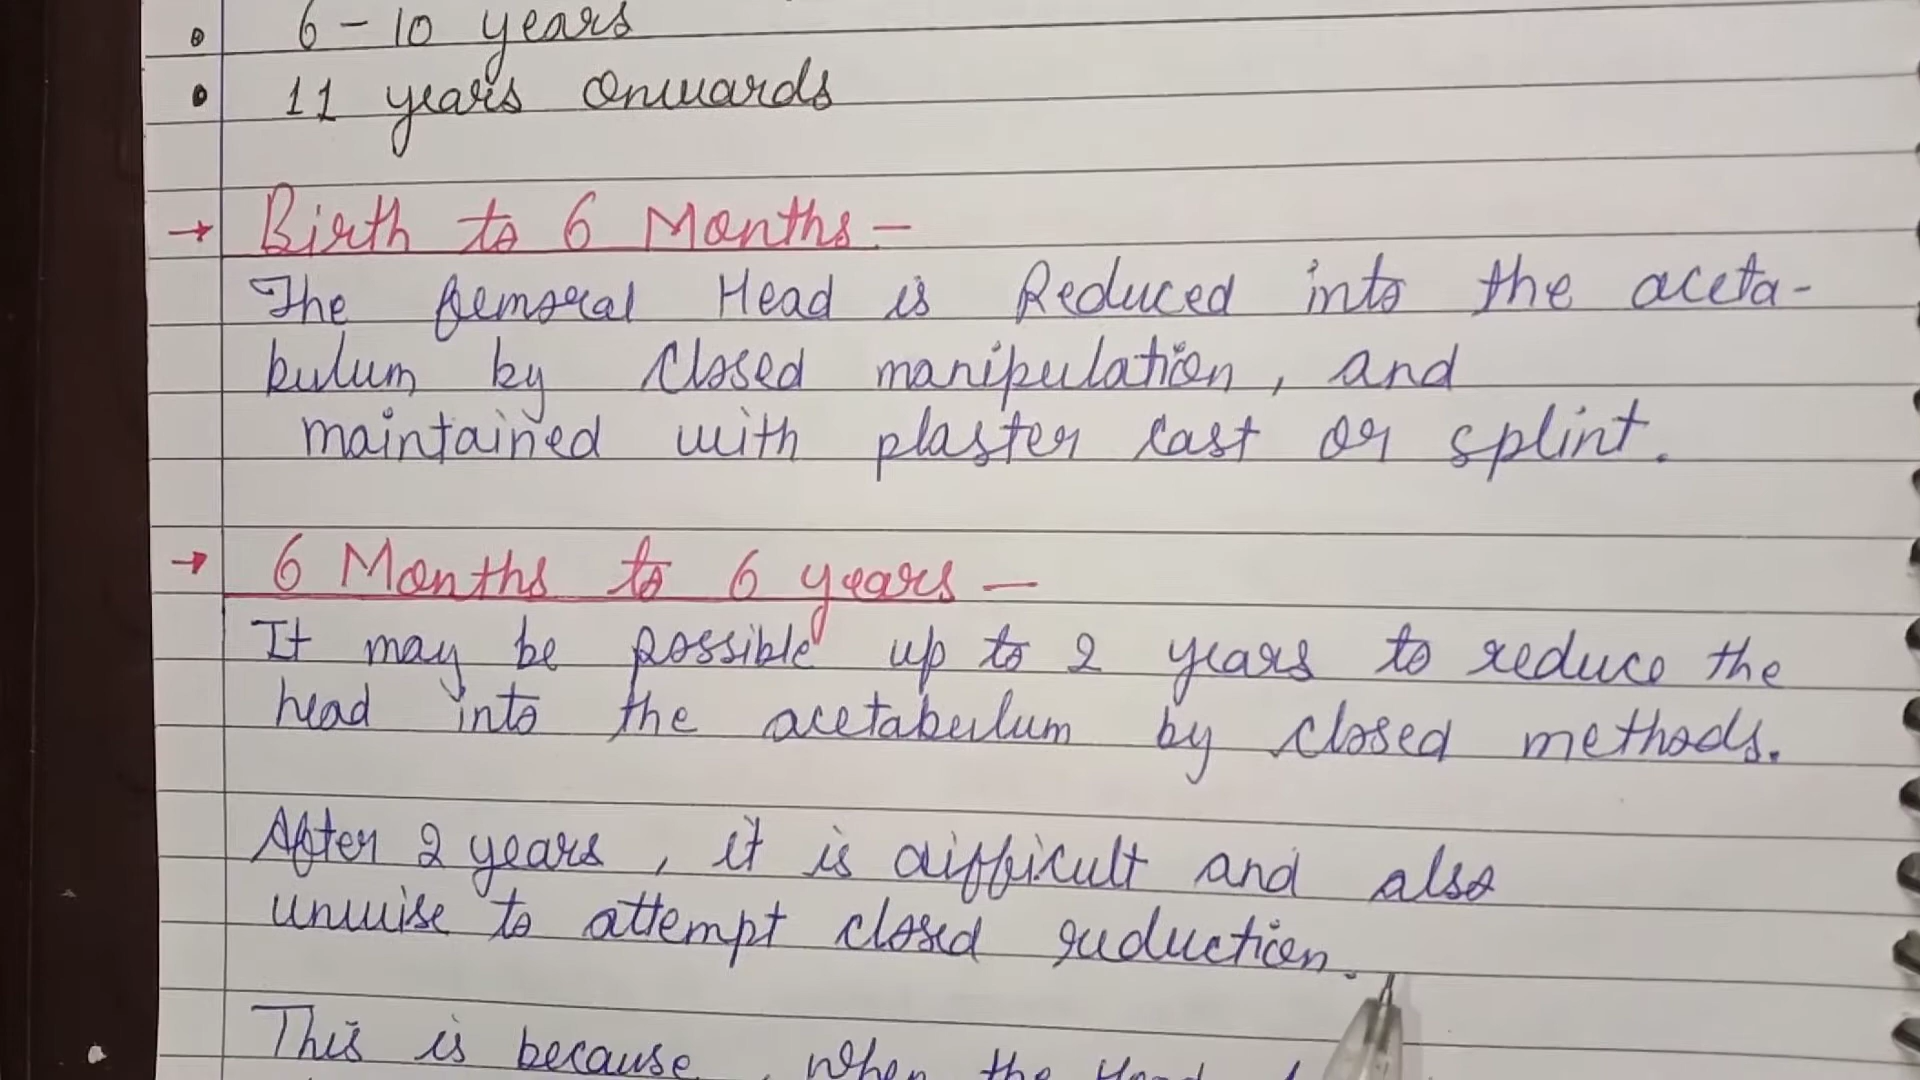 • 6 - 10 years
• 11 years onwards
→ Birth to 6 Months -
The femoral Head is Reduced into the aceta-
bulum by closed manipulation, and
maintained with plaster cast or splint.
→ 6 Months to 6 years -
It may be possible up to 2 years to reduce the
head into the acetabulum by closed methods.
After 2 years, it is difficult and also
unwise to attempt closed reduction.
This is because, when the Head